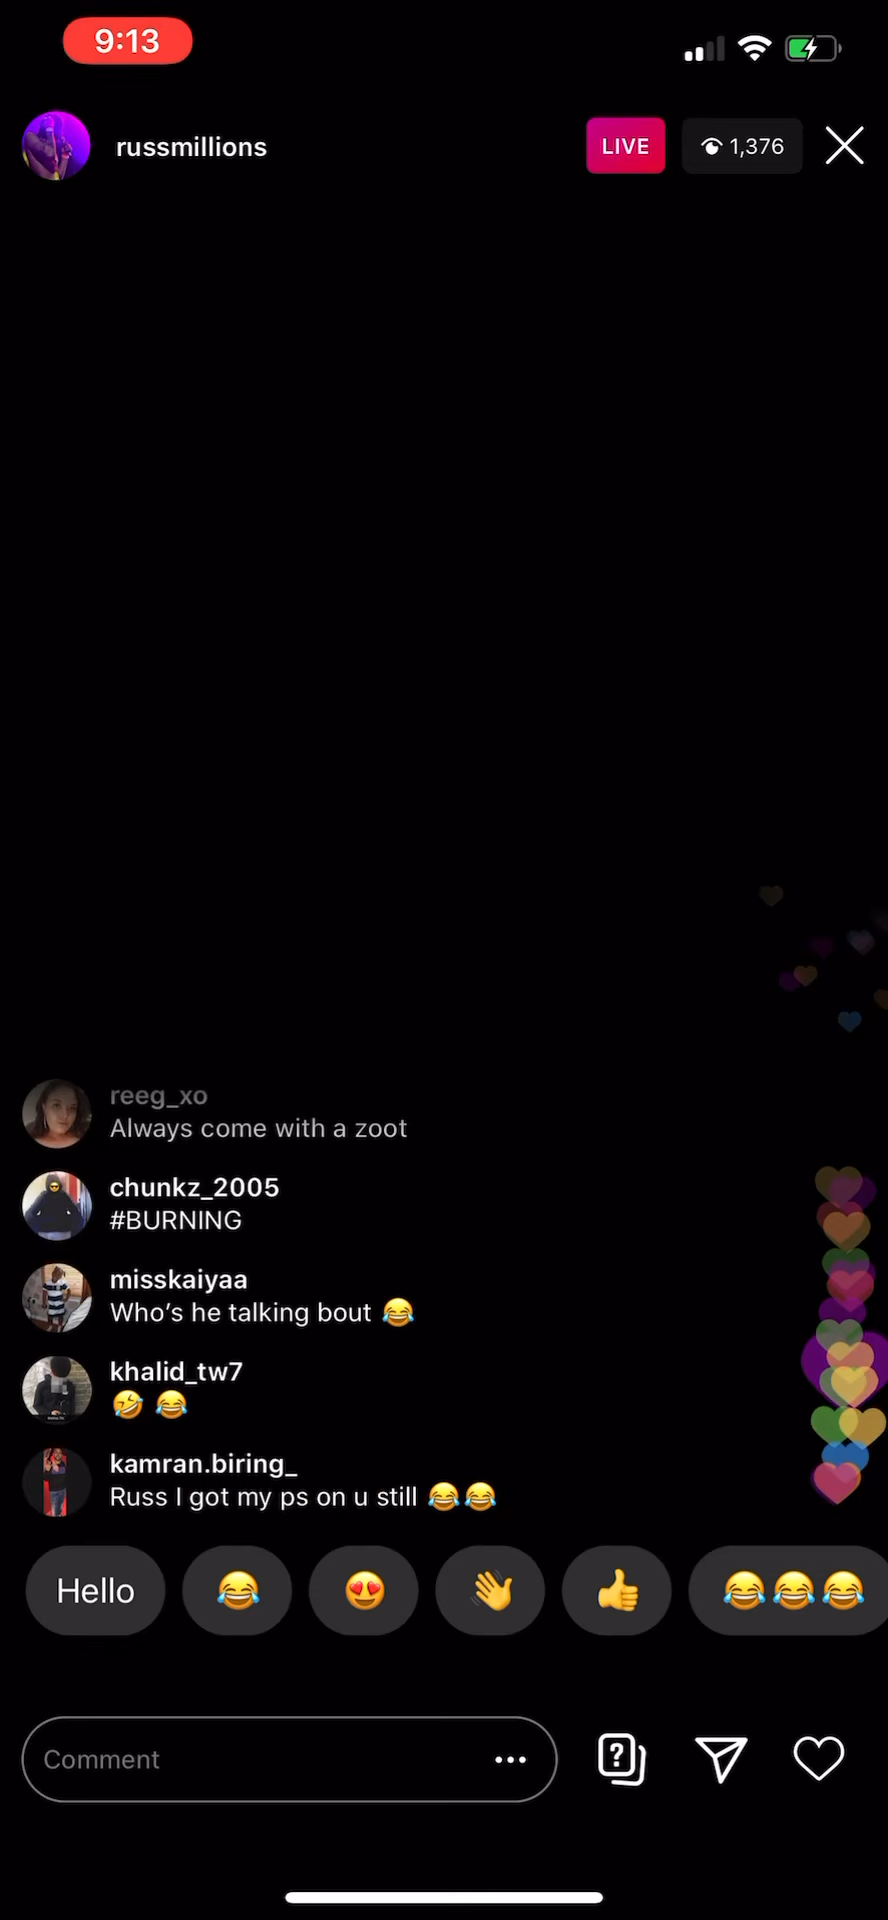 9:13
russmillions
LIVE
1,376
reeg_xo
Always come with a zoot
chunkz_2005
#BURNING
misskaiyaa
Who’s he talking bout 😂
khalid_tw7
🤣 😂
kamran.biring_
Russ I got my ps on u still 😂😂
Hello 😂 😍 👋 👍 😂😂😂
Comment